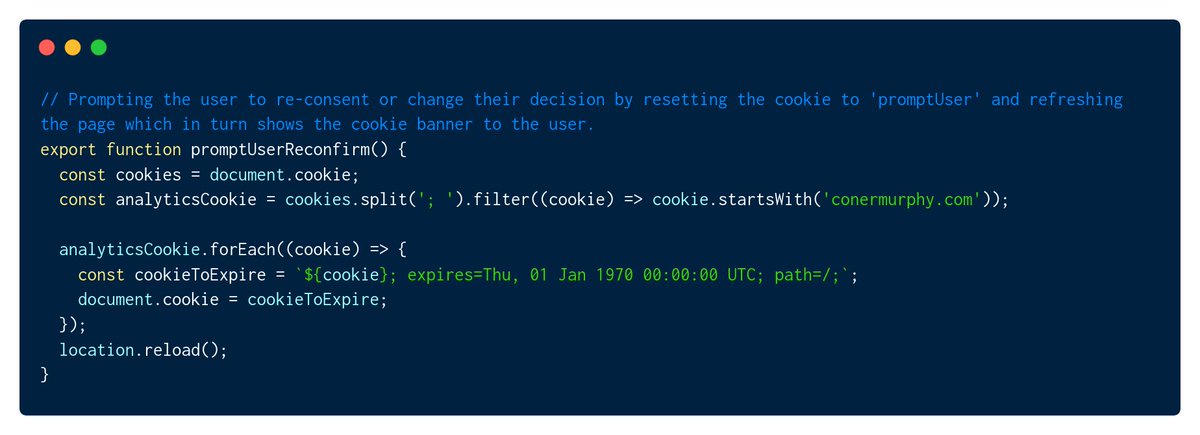 // Prompting the user to re-consent or change their decision by resetting the cookie to 'promptUser' and refreshing
the page which in turn shows the cookie banner to the user.
export function promptUserReconfirm() {
  const cookies = document.cookie;
  const analyticsCookie = cookies.split('; ').filter((cookie) => cookie.startsWith('conermurphy.com'));

  analyticsCookie.forEach((cookie) => {
    const cookieToExpire = `${cookie}; expires=Thu, 01 Jan 1970 00:00:00 UTC; path=/;`;
    document.cookie = cookieToExpire;
  });
  location.reload();
}